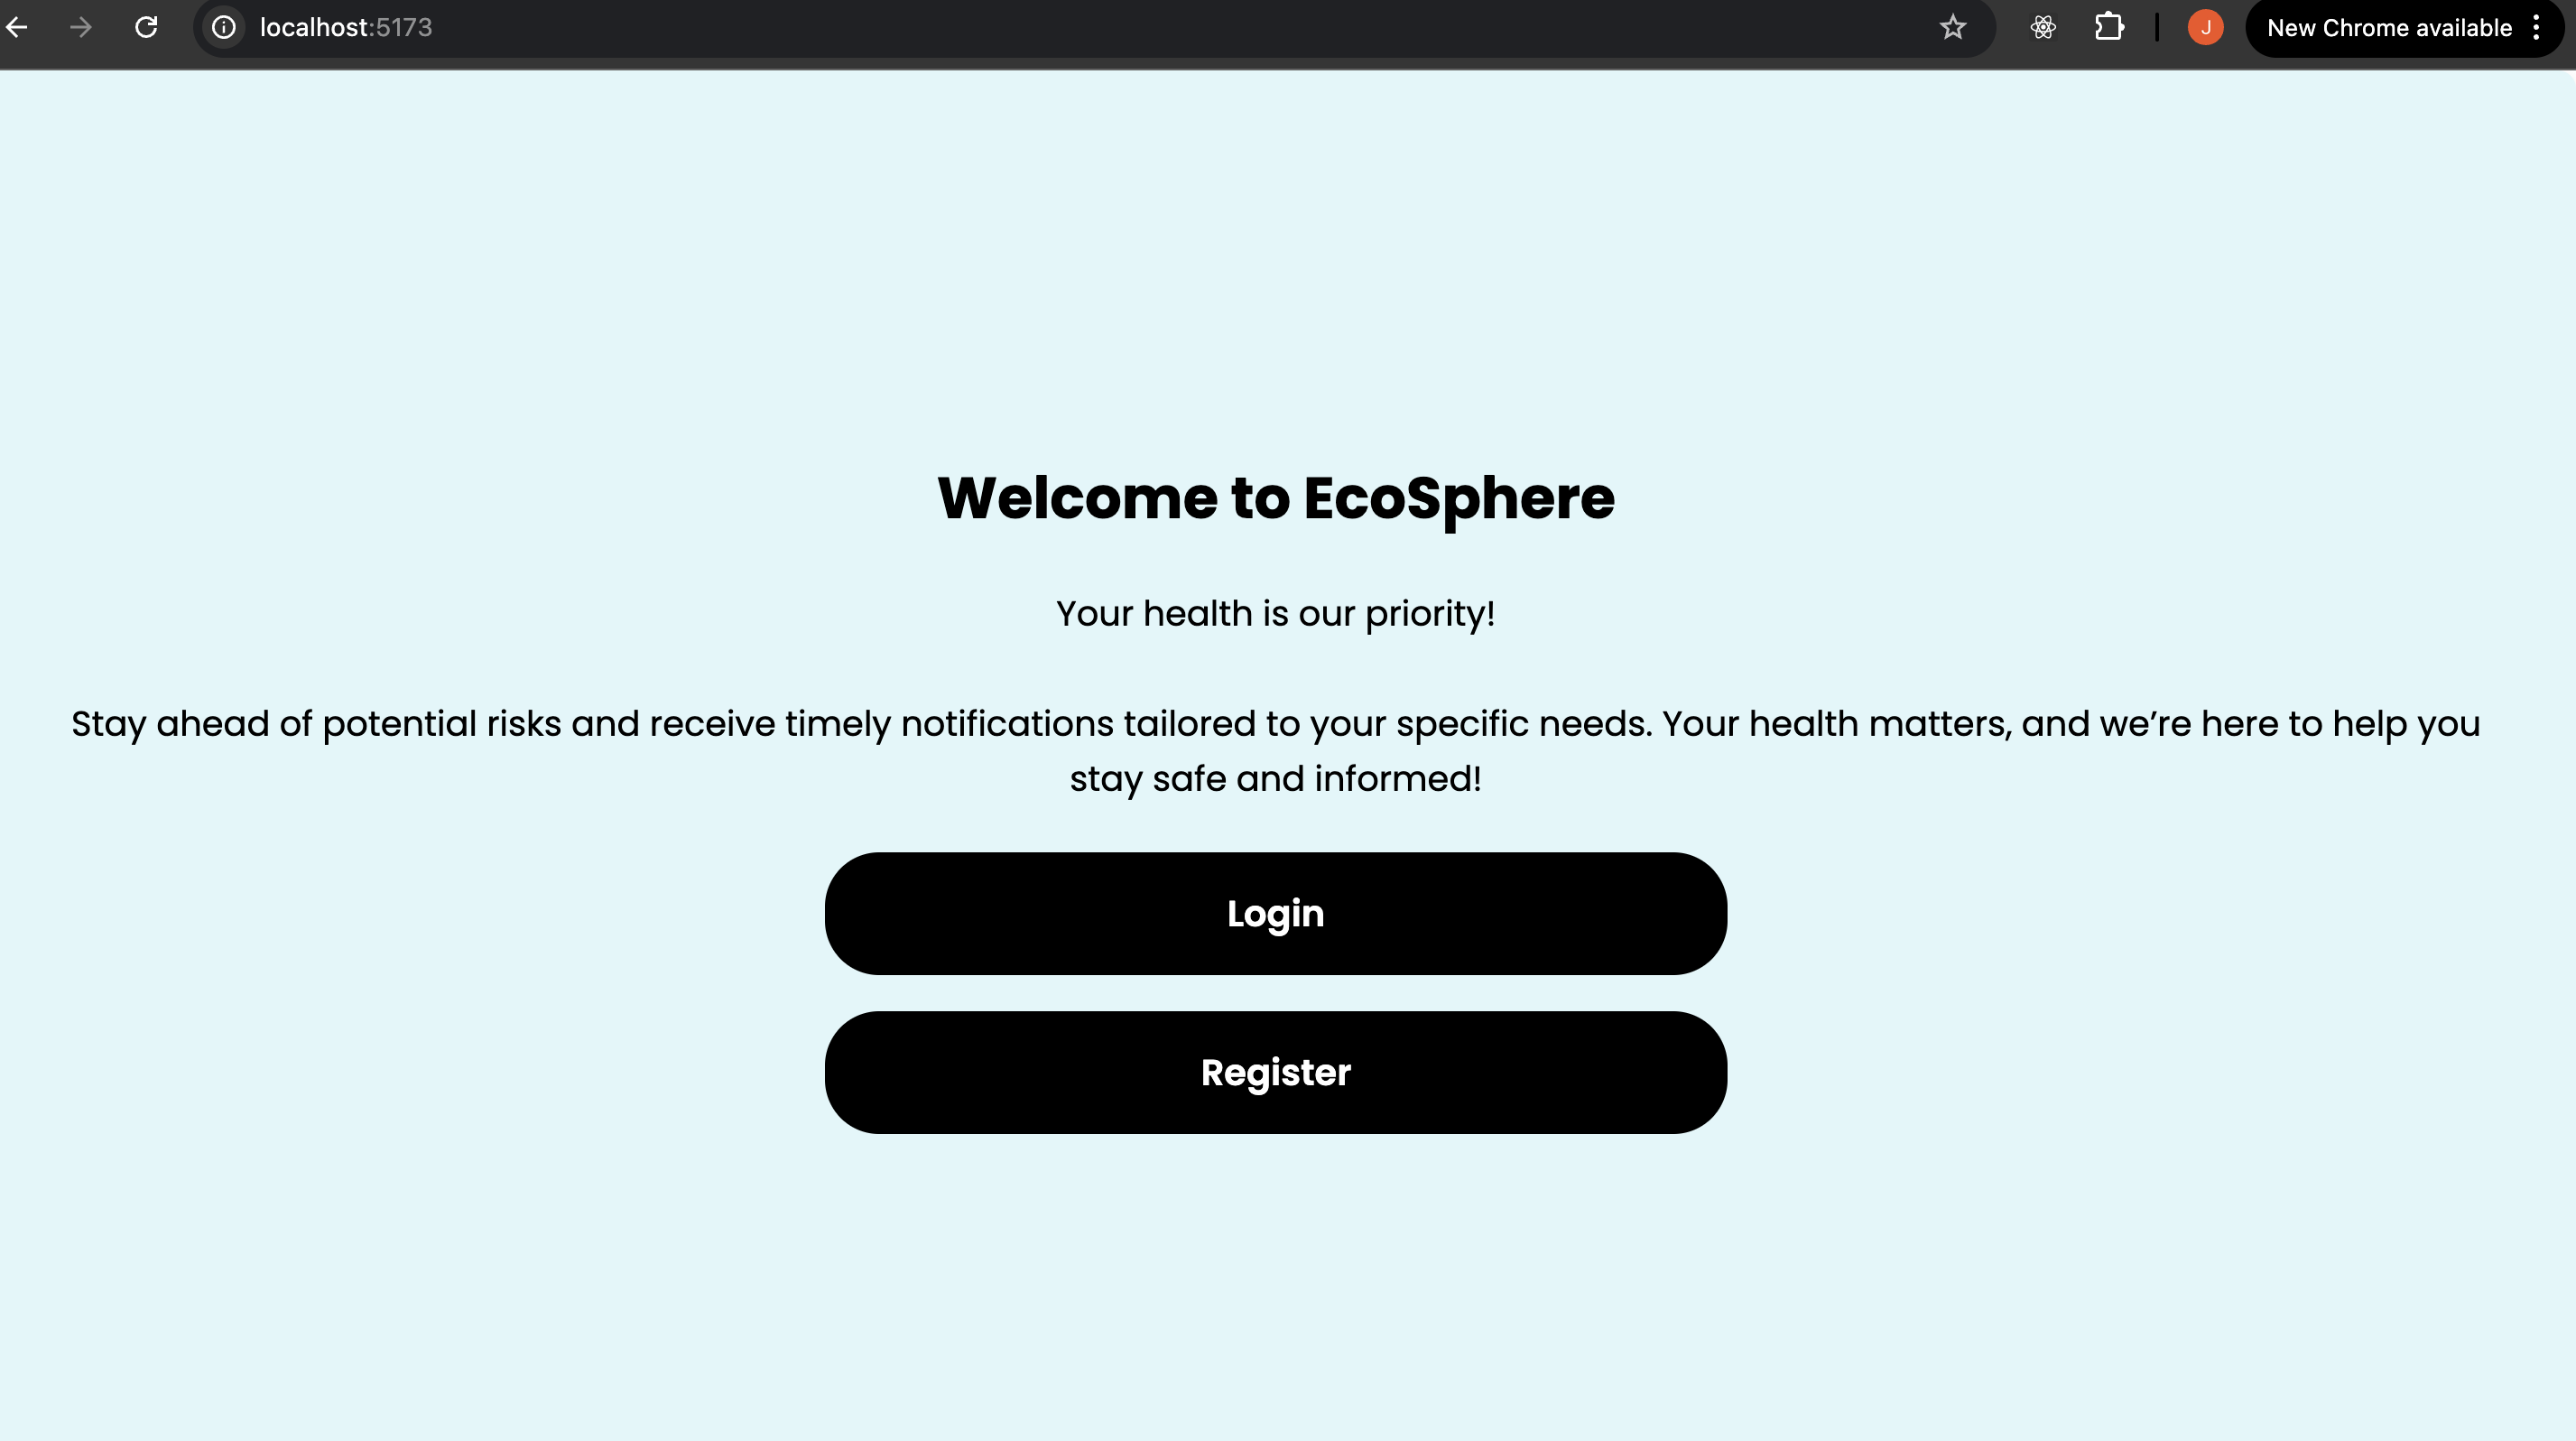 localhost:5173
J
New Chrome available
Welcome to EcoSphere
Your health is our priority!
Stay ahead of potential risks and receive timely notifications tailored to your specific needs. Your health matters, and we’re here to help you
stay safe and informed!
Login
Register